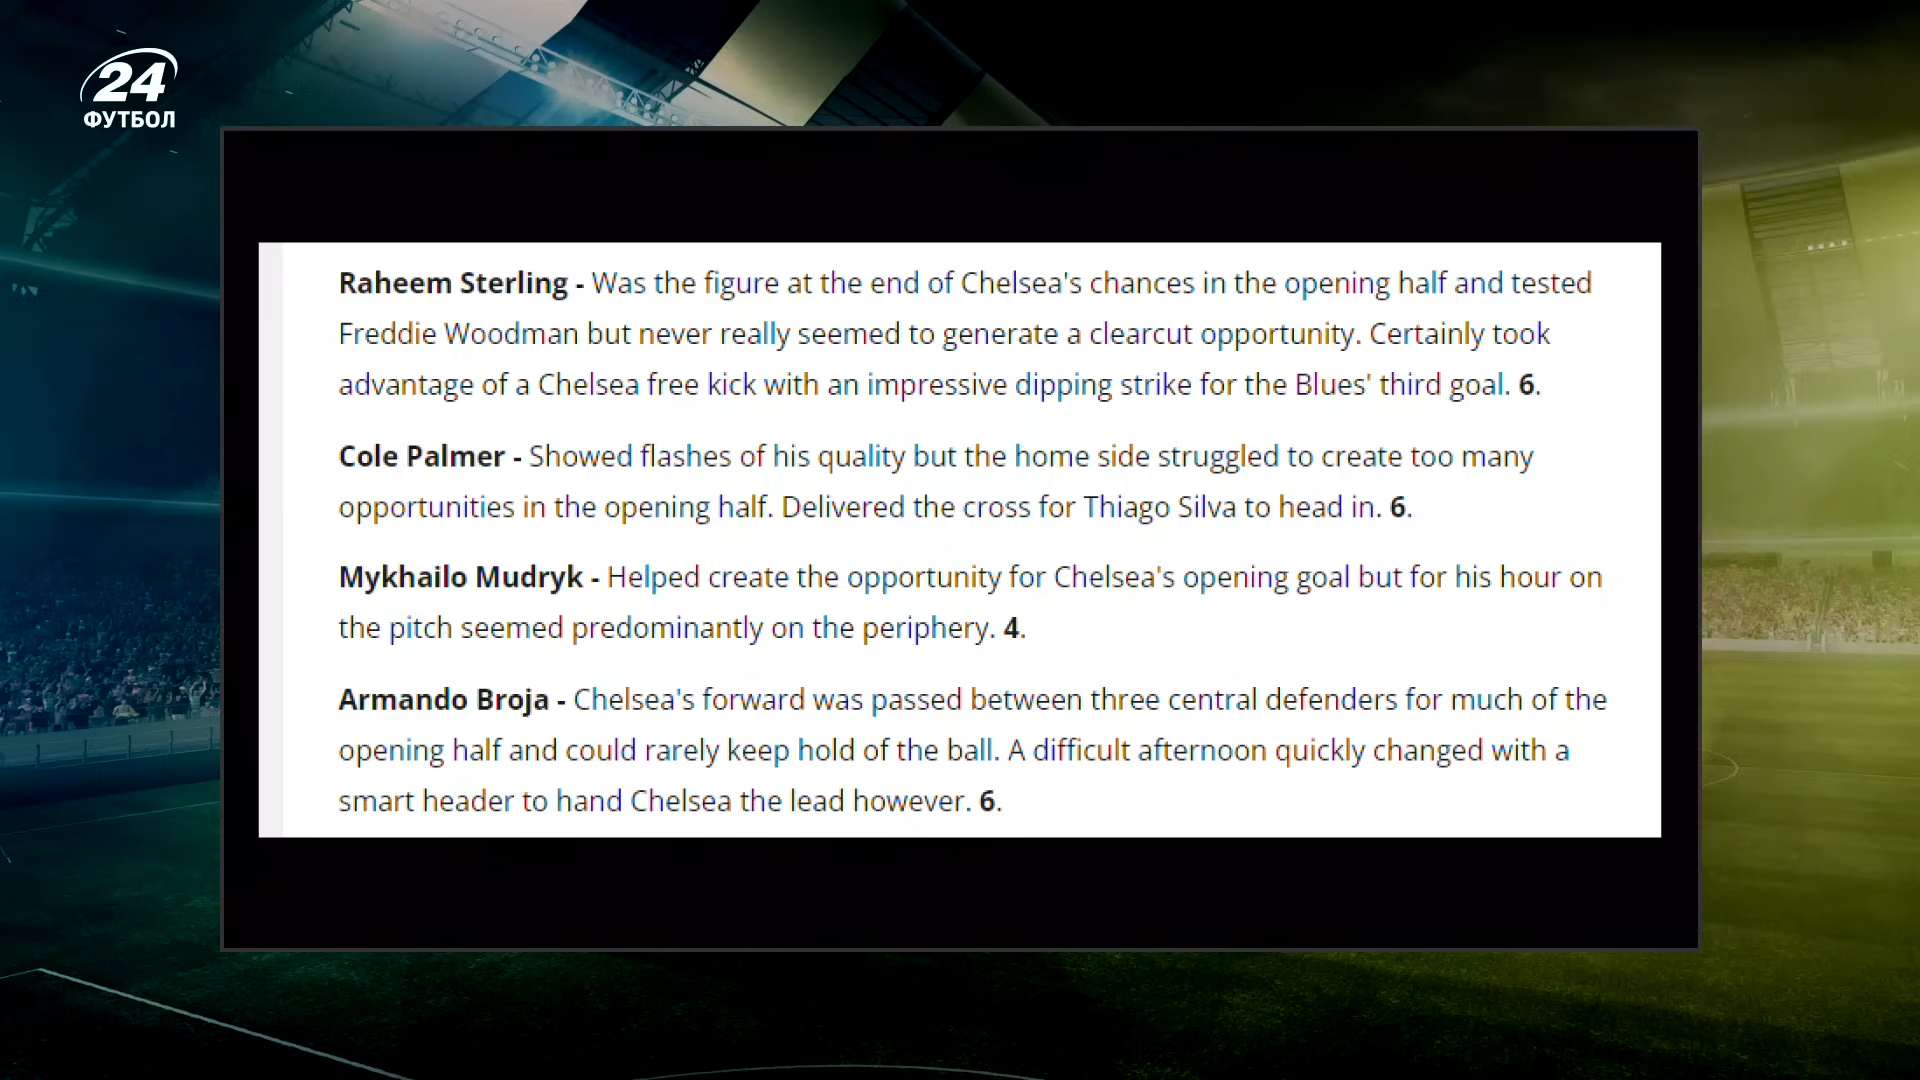 24
ФУТБОЛ
Raheem Sterling - Was the figure at the end of Chelsea's chances in the opening half and tested
Freddie Woodman but never really seemed to generate a clearcut opportunity. Certainly took
advantage of a Chelsea free kick with an impressive dipping strike for the Blues' third goal. 6.
Cole Palmer - Showed flashes of his quality but the home side struggled to create too many
opportunities in the opening half. Delivered the cross for Thiago Silva to head in. 6.
Mykhailo Mudryk - Helped create the opportunity for Chelsea's opening goal but for his hour on
the pitch seemed predominantly on the periphery. 4.
Armando Broja - Chelsea's forward was passed between three central defenders for much of the
opening half and could rarely keep hold of the ball. A difficult afternoon quickly changed with a
smart header to hand Chelsea the lead however. 6.